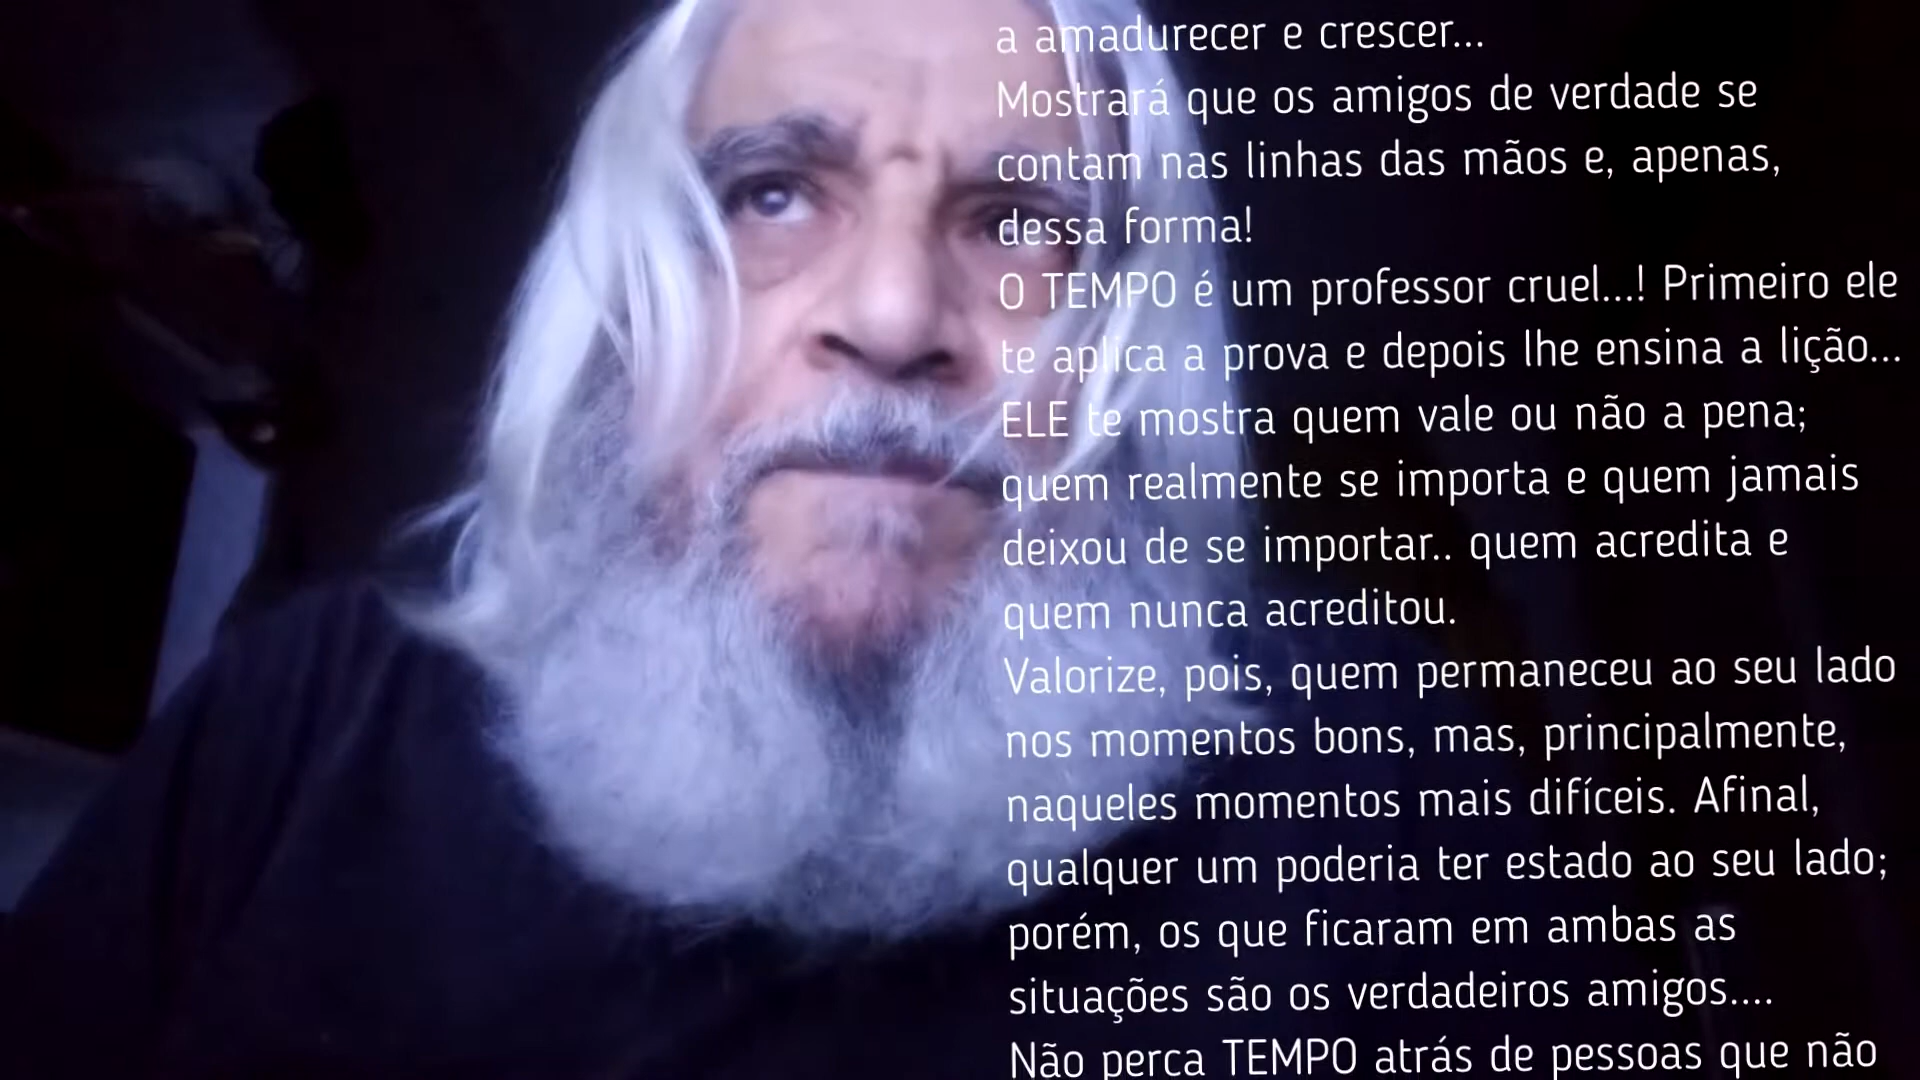 a amadurecer e crescer...
Mostrará que os amigos de verdade se
contam nas linhas das mãos e, apenas,
dessa forma!
O TEMPO é um professor cruel...! Primeiro ele
te aplica a prova e depois lhe ensina a lição...
ELE te mostra quem vale ou não a pena;
quem realmente se importa e quem jamais
deixou de se importar.. quem acredita e
quem nunca acreditou.
Valorize, pois, quem permaneceu ao seu lado
nos momentos bons, mas, principalmente,
naqueles momentos mais difíceis. Afinal,
qualquer um poderia ter estado ao seu lado;
porém, os que ficaram em ambas as
situações são os verdadeiros amigos....
Não perca TEMPO atrás de pessoas que não